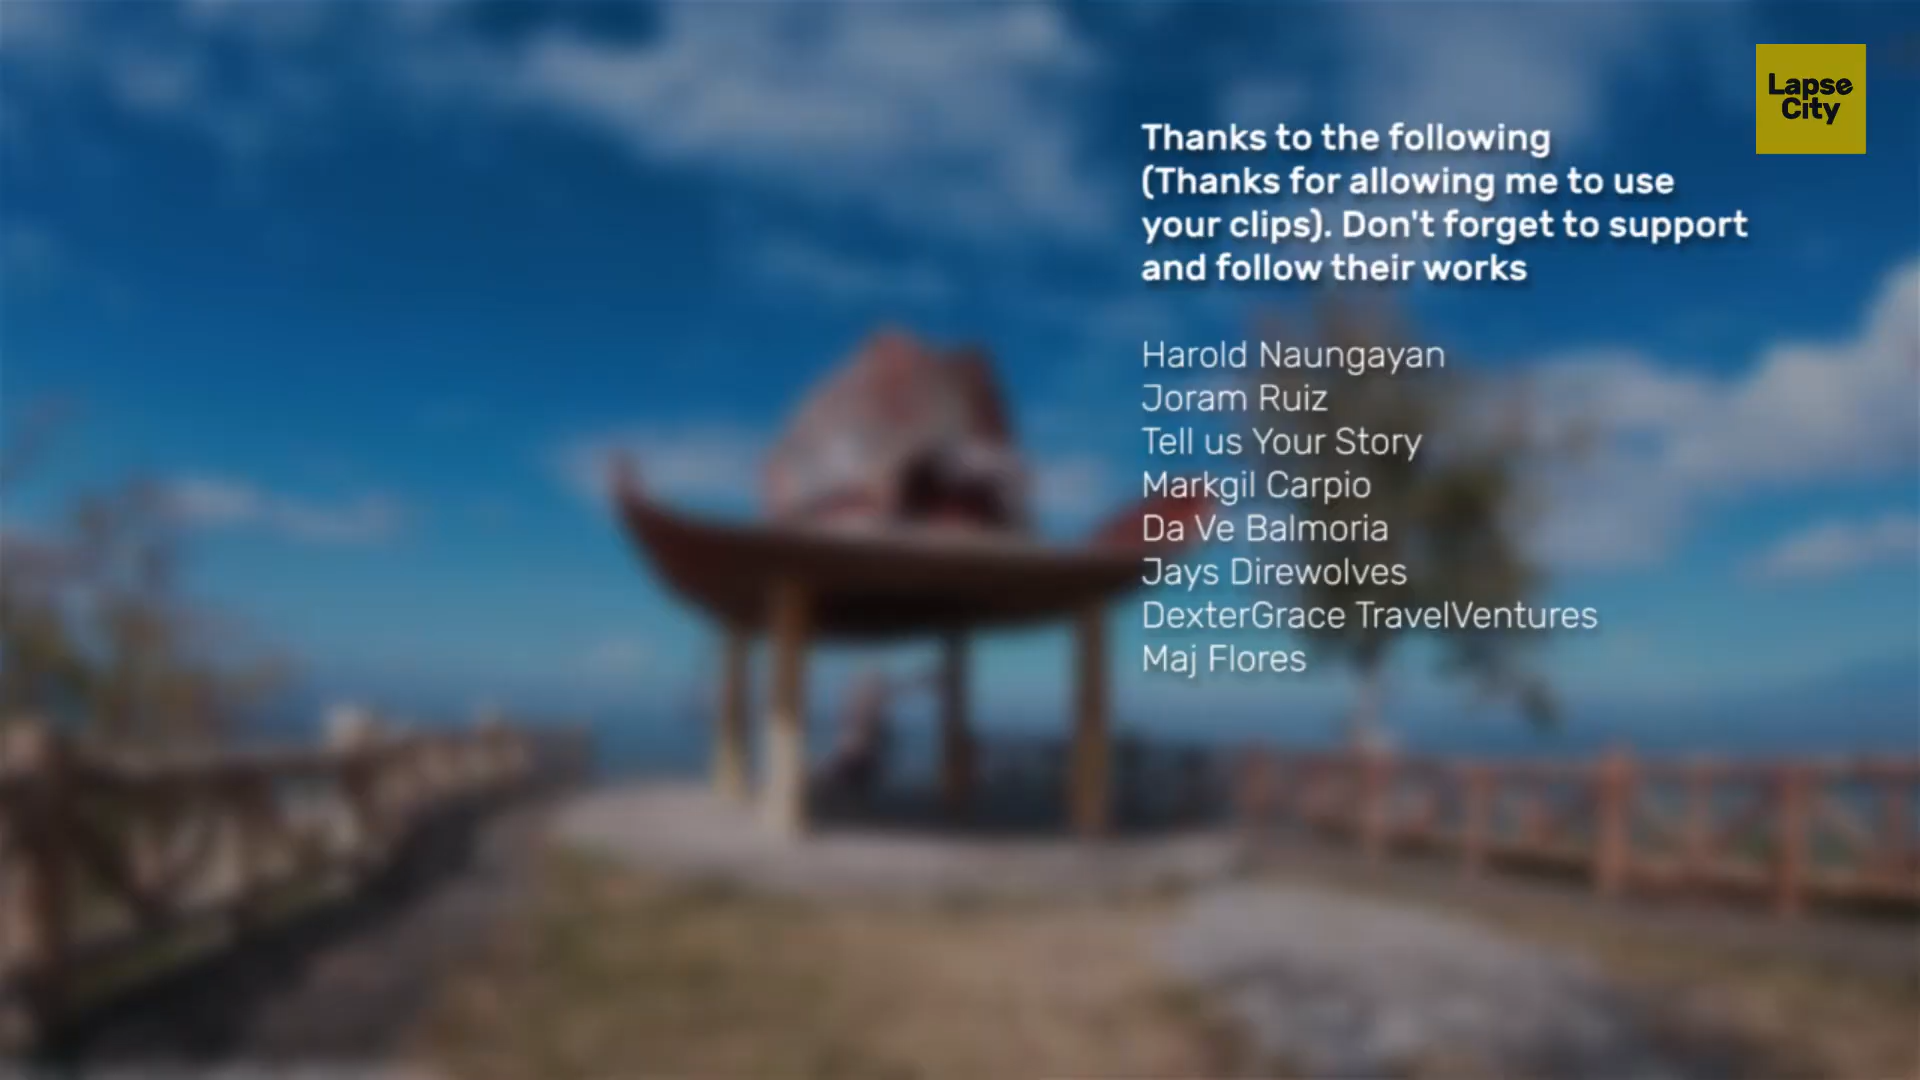 Lapse
City
Thanks to the following
(Thanks for allowing me to use
your clips). Don't forget to support
and follow their works
Harold Naungayan
Joram Ruiz
Tell us Your Story
Markgil Carpio
Da Ve Balmoria
Jays Direwolves
DexterGrace TravelVentures
Maj Flores